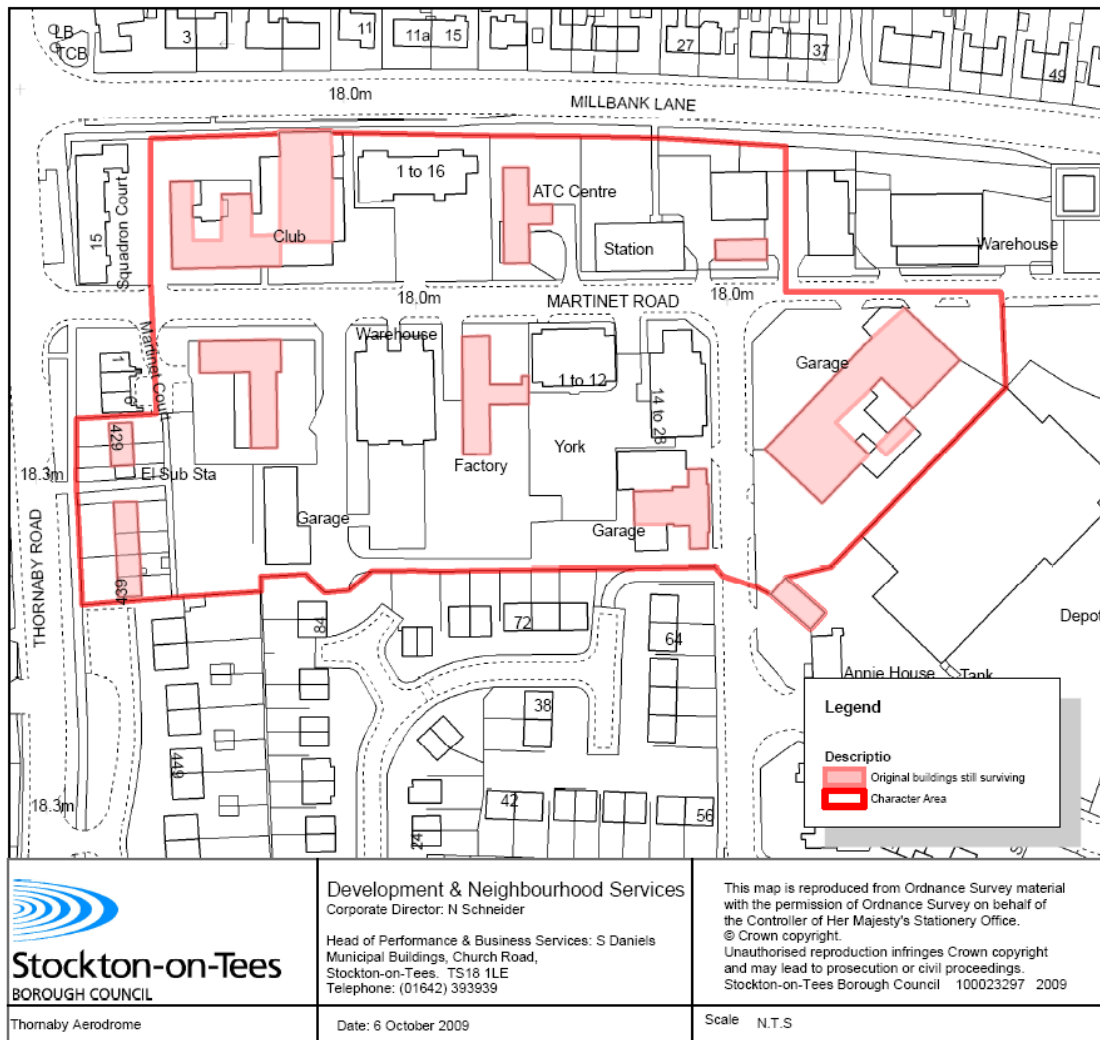 LB
TCB
3
11
11a 15
27
37
49
18.0m
MILLBANK LANE
1 to 16
ATC Centre
Squadron Court
15
Club
Station
Warehouse
18.0m
MARTINET ROAD
18.0m
Martinet Court
1
6
Warehouse
1 to 12
14 to 28
Garage
429
El Sub Sta
18.3m
Factory
York
Garage
Garage
THORNABY ROAD
439
84
72
64
Depot
Annie House
Tank
38
449
42
56
24
18.3m
Legend
Descriptio
Original buildings still surviving
Character Area
Stockton-on-Tees
BOROUGH COUNCIL
Thornaby Aerodrome
Development & Neighbourhood Services
Corporate Director: N Schneider
Head of Performance & Business Services: S Daniels
Municipal Buildings, Church Road,
Stockton-on-Tees. TS18 1LE
Telephone: (01642) 393939
Date: 6 October 2009
This map is reproduced from Ordnance Survey material
with the permission of Ordnance Survey on behalf of
the Controller of Her Majesty's Stationery Office.
© Crown copyright.
Unauthorised reproduction infringes Crown copyright
and may lead to prosecution or civil proceedings.
Stockton-on-Tees Borough Council 100023297 2009
Scale N.T.S